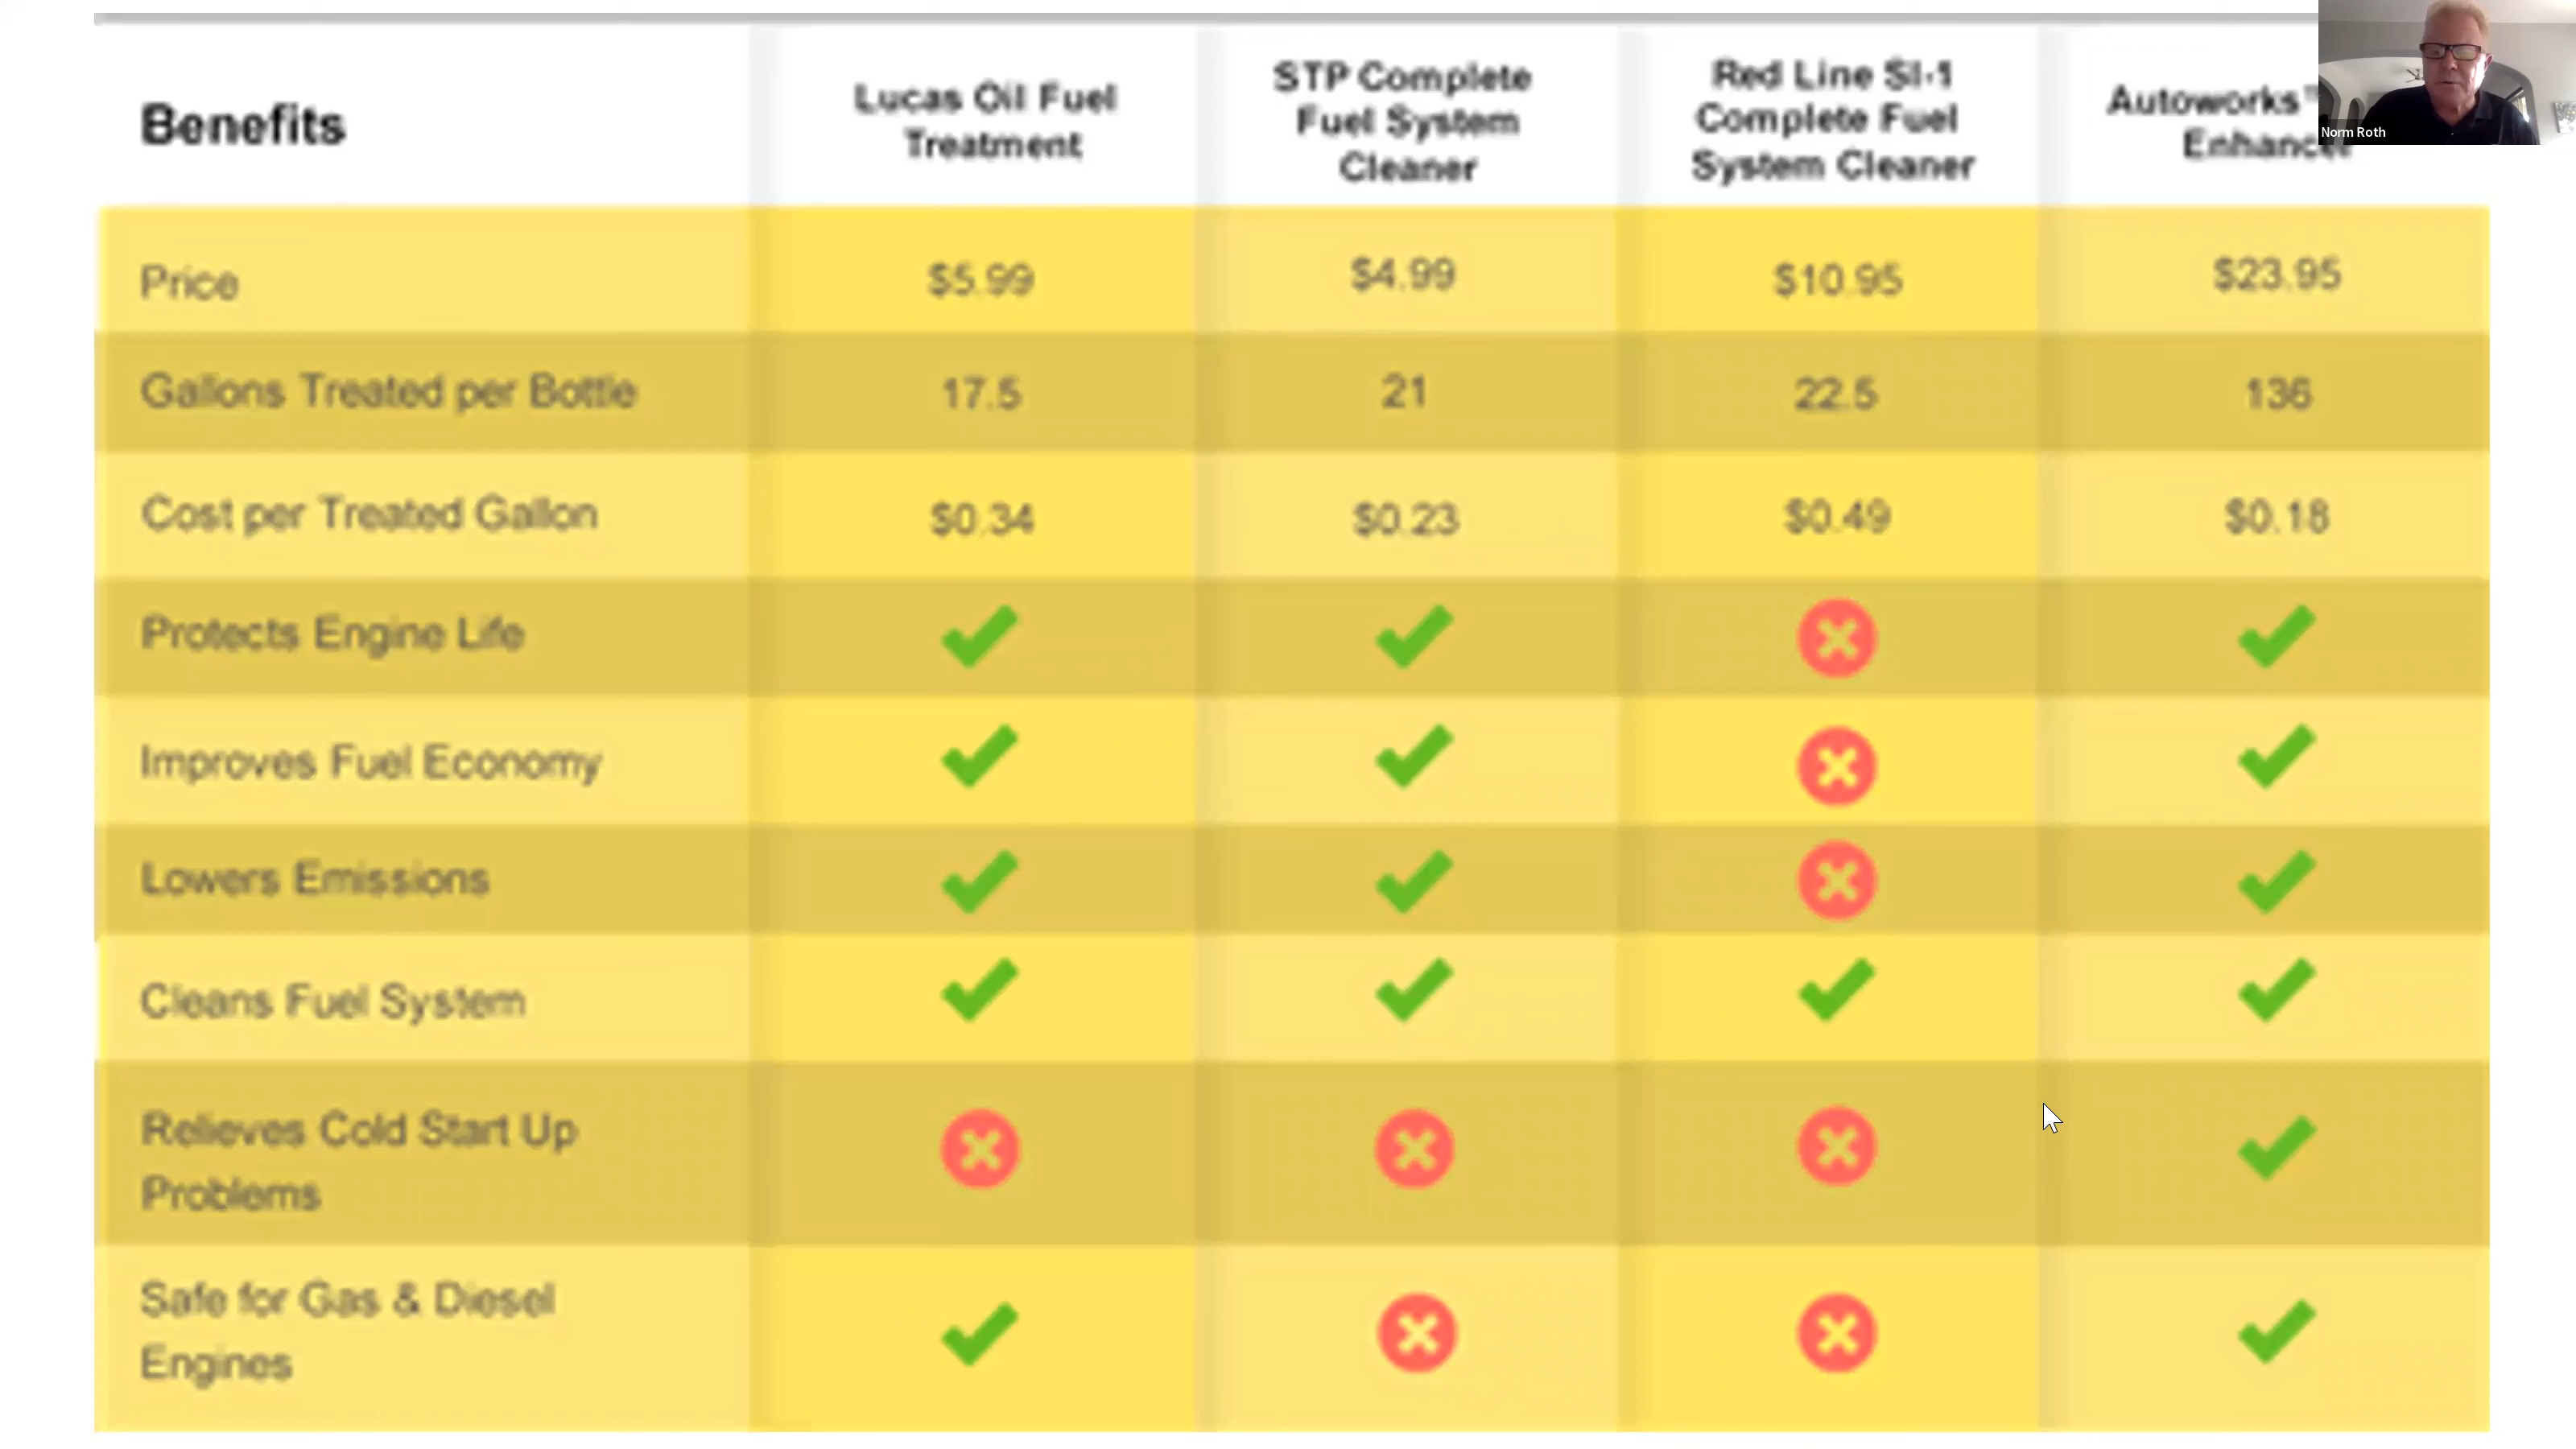 Benefits
Lucas Oil Fuel
Treatment
STP Complete
Fuel System
Cleaner
Red Line SI-1
Complete Fuel
System Cleaner
Autoworks™
Enhancer
Norm Roth
Price
$5.99
$4.99
$10.95
$23.95
Gallons Treated per Bottle
17.5
21
22.5
136
Cost per Treated Gallon
$0.34
$0.23
$0.49
$0.18
Protects Engine Life
Improves Fuel Economy
Lowers Emissions
Cleans Fuel System
Relieves Cold Start Up
Problems
Safe for Gas & Diesel
Engines